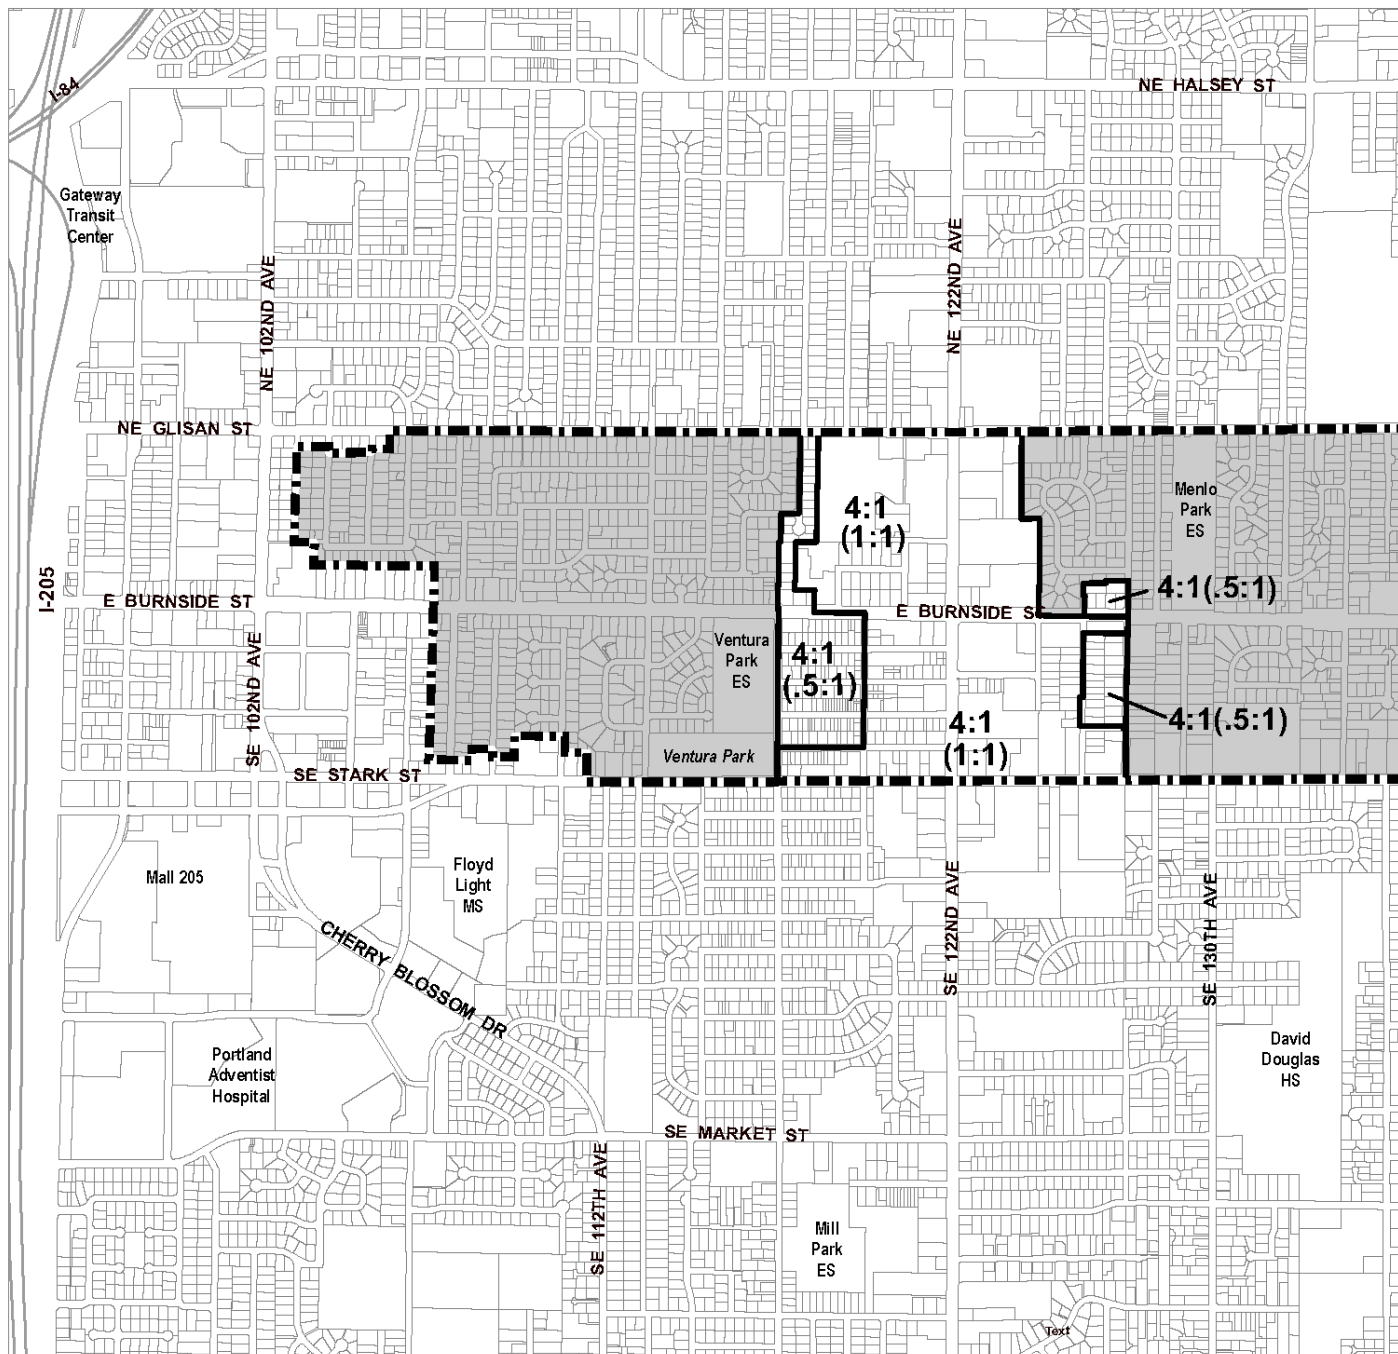 NE HALSEY ST
I-84
Gateway
Transit
Center
NE 102ND AVE
NE 122ND AVE
NE GLISAN ST
Menlo
Park
ES
4:1
(1:1)
I-205
E BURNSIDE ST
E BURNSIDE ST
4:1(.5:1)
SE 102ND AVE
Ventura
Park
ES
4:1
(.5:1)
4:1(.5:1)
4:1
(1:1)
Ventura Park
SE STARK ST
Mall 205
Floyd
Light
MS
SE 122ND AVE
SE 130TH AVE
CHERRY BLOSSOM DR
Portland
Adventist
Hospital
David
Douglas
HS
SE MARKET ST
SE 112TH AVE
Mill
Park
ES
Text